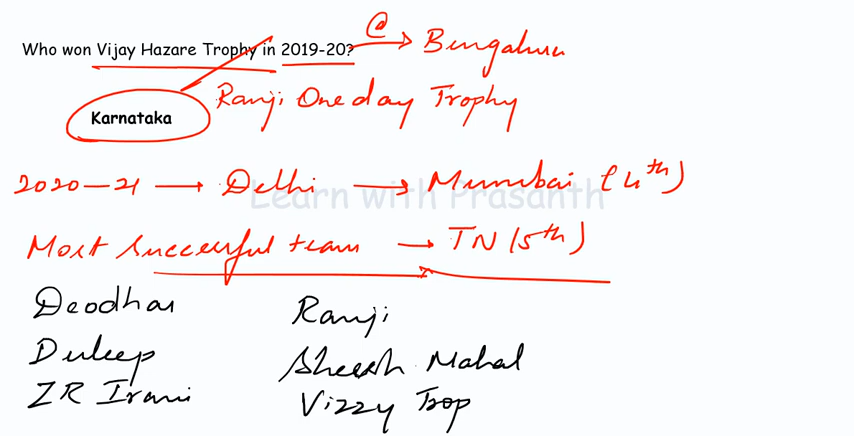 Who won Vijay Hazare Trophy in 2019-20? @ → Bengaluru
Karnataka
Ranji One day Trophy
2020-21 → Delhi → Mumbai (4th)
Learn with Prasanth
Most Successful team → TN (5th)
Deodhar Ranji
Duleep Sheesh Mahal
ZR Irani Vizzy Trop